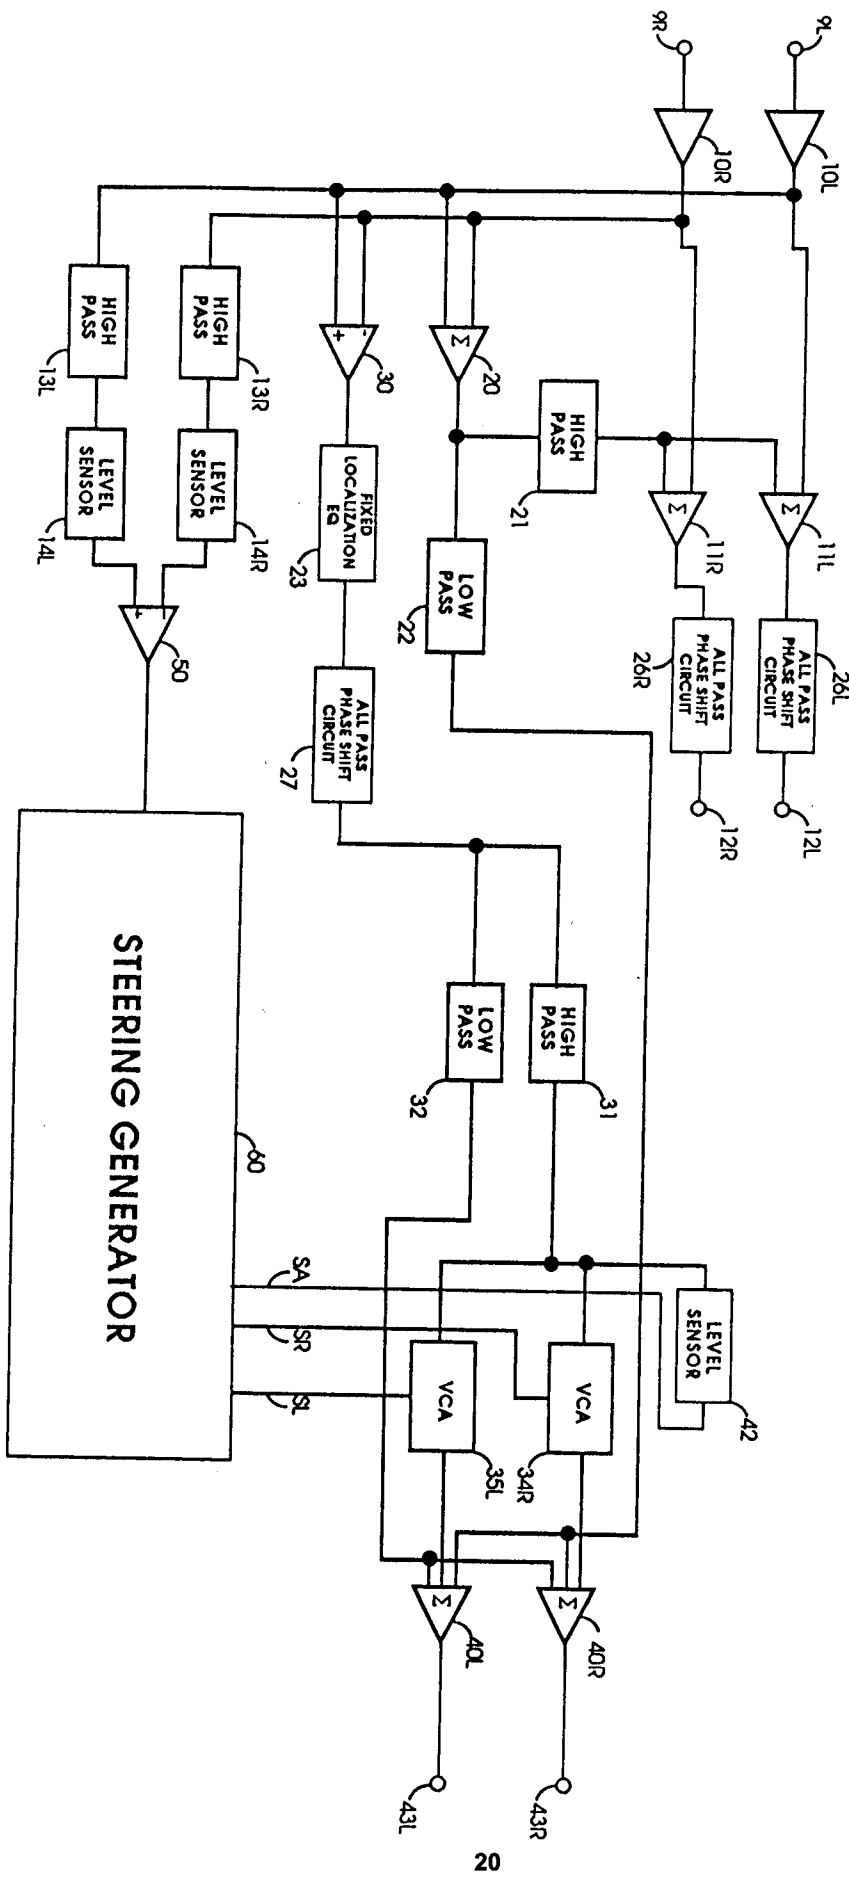 9L
9R
10L
10R
HIGH
PASS
13L
HIGH
PASS
13R
LEVEL
SENSOR
14L
LEVEL
SENSOR
14R
+
-
30
Σ
20
HIGH
PASS
21
Σ
11R
Σ
11L
FIXED
LOCALIZATION
EQ
23
LOW
PASS
22
ALL PASS
PHASE SHIFT
CIRCUIT
26R
ALL PASS
PHASE SHIFT
CIRCUIT
26L
12R
12L
+
50
ALL PASS
PHASE SHIFT
CIRCUIT
27
STEERING GENERATOR
60
LOW
PASS
32
HIGH
PASS
31
SA
SR
SL
LEVEL
SENSOR
42
VCA
35L
VCA
34R
Σ
40L
Σ
40R
43L
43R
20